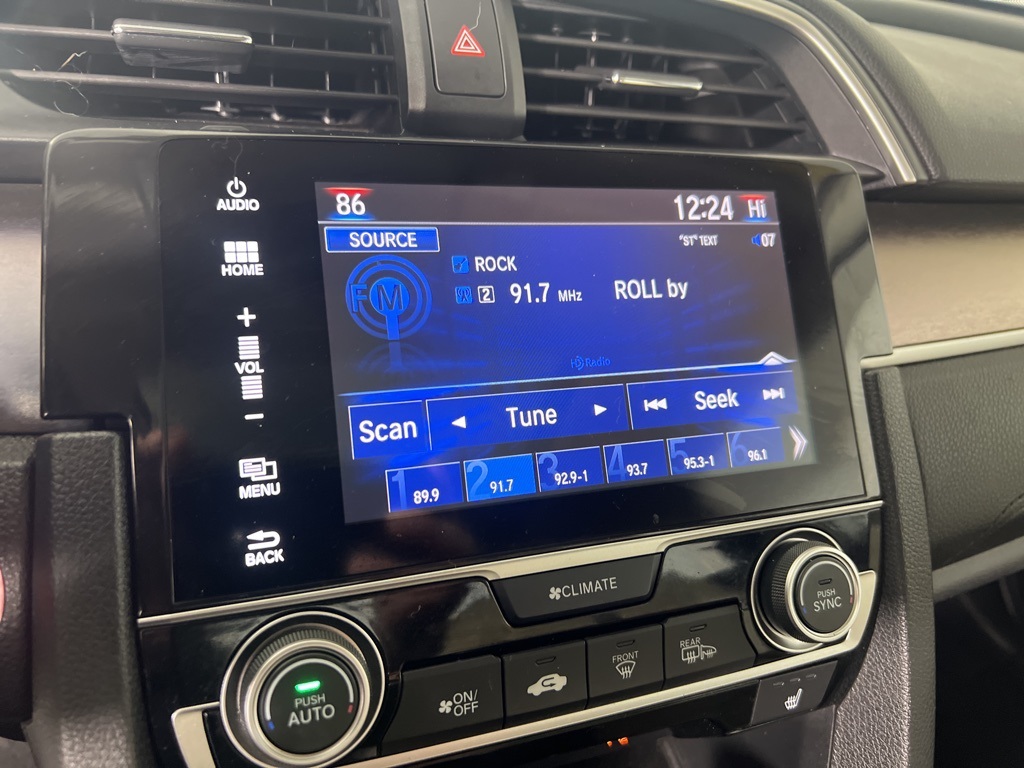 AUDIO
HOME
+
VOL
-
MENU
BACK
86
12:24 Hi
SOURCE
"ST" TEXT 07
FM
ROCK
2 91.7 MHz ROLL by
HD Radio
Scan Tune Seek
1 89.9
2 91.7
3 92.9-1
4 93.7
5 95.3-1
6 96.1
CLIMATE
PUSH
AUTO
ON/
OFF
FRONT
REAR
PUSH
SYNC